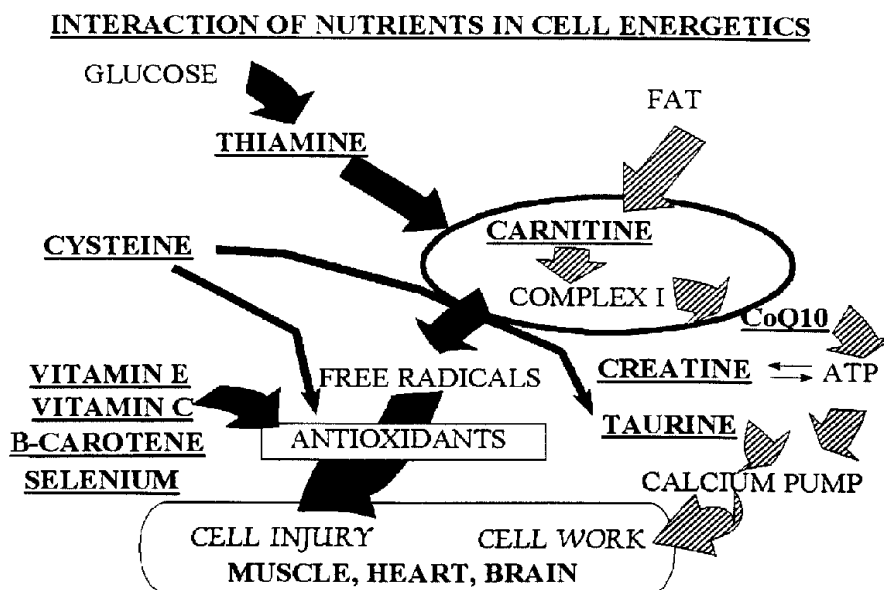 INTERACTION OF NUTRIENTS IN CELL ENERGETICS
GLUCOSE
FAT
THIAMINE
CARNITINE
CYSTEINE
COMPLEX I
CoQ10
VITAMIN E
FREE RADICALS
CREATINE
ATP
VITAMIN C
B-CAROTENE
ANTIOXIDANTS
TAURINE
SELENIUM
CALCIUM PUMP
CELL INJURY
CELL WORK
MUSCLE, HEART, BRAIN